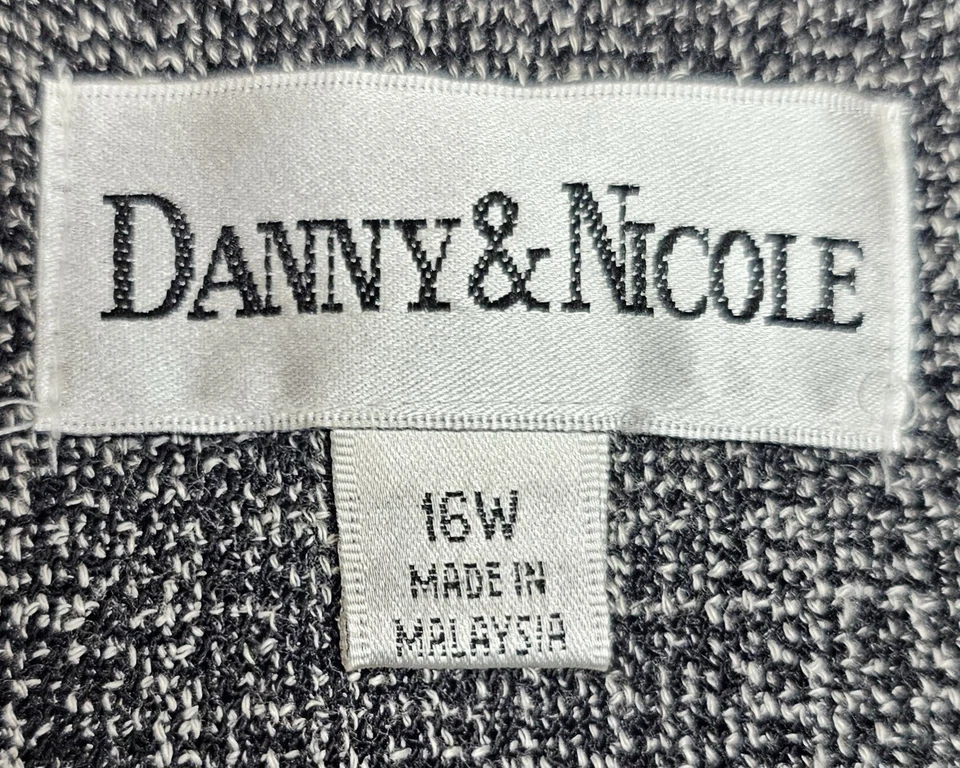 DANNY & NICOLE
16W
MADE IN
MALAYSIA